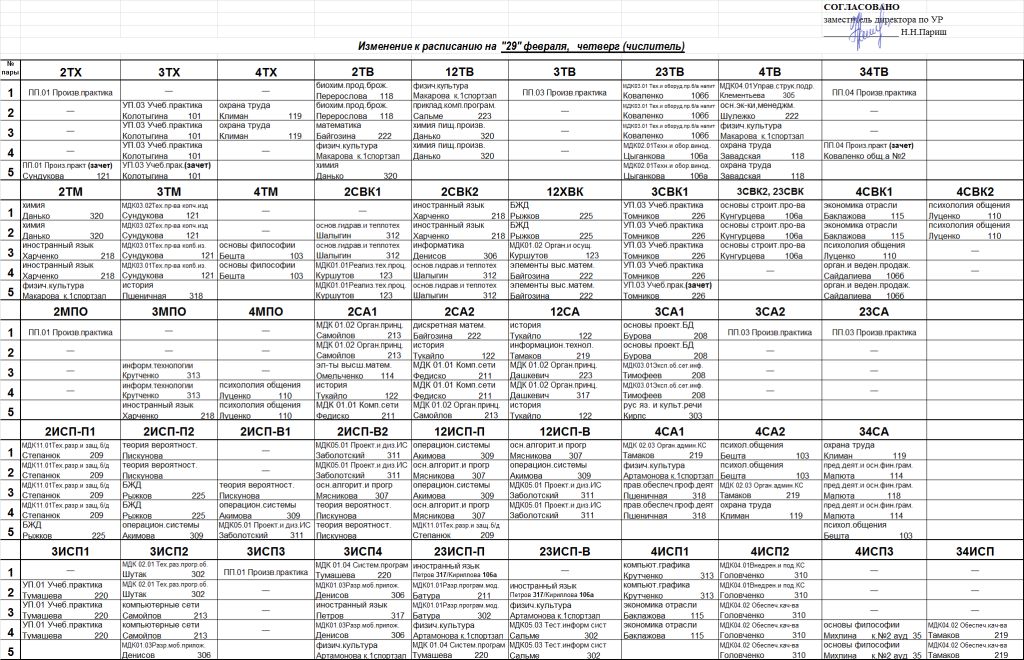 СОГЛАСОВАНО
заместитель директора по УР
Н.Н.Париш
Изменение к расписанию на "29" февраля, четверг (числитель)
№ пары 2ТХ 3ТХ 4ТХ 2ТВ 12ТВ 3ТВ 23ТВ 4ТВ 34ТВ
1 ПП.01 Произв.практика — — биохим.прод.брож. физич.культура ПП.03 Произв.практика МДК03.01 Тех.и оборуд.пр.б/а напит МДК04.01Управ.струк.подр. ПП.04 Произв.практика
Перерослова 118 Макарова к.1спортзал Коваленко 106б Клементьева 305
2 — УП.03 Учеб.практика охрана труда биохим.прод.брож. приклад.комп.програм. — МДК03.01 Тех.и оборуд.пр.б/а напит осн.эк-ки,менеджм. —
Колотыгина 101 Климан 119 Перерослова 118 Сальме 223 Коваленко 106б Шулежко 222
3 — УП.03 Учеб.практика охрана труда математика химия пищ.произв. — МДК03.01 Тех.и оборуд.пр.б/а напит физич.культура —
Колотыгина 101 Климан 119 Байгозина 222 Данько 320 Коваленко 106б Макарова к.1спортзал
4 — УП.03 Учеб.практика — физич.культура химия пищ.произв. — МДК02.01Техн.и обор.винод. охрана труда ПП.04 Произ.практ (зачет)
Колотыгина 101 Макарова к.1спортзал Данько 320 Цыганкова 106а Завадская 118 Коваленко общ.а №2
5 ПП.01 Произ.практ (зачет) УП.03 Учеб.прак.(зачет) химия МДК02.01Техн.и обор.винод. охрана труда
Сундукова 121 Колотыгина 101 Данько 320 Цыганкова 106а Завадская 118
2ТМ 3ТМ 4ТМ 2СВК1 2СВК2 12ХВК 3СВК1 3СВК2, 23СВК 4СВК1 4СВК2
1 химия МДК03.02Тех.пр-ва копч.изд — — иностранный язык БЖД УП.03 Учеб.практика основы строит.про-ва экономика отрасли психололия общения
Данько 320 Сундукова 121 Харченко 218 Рыжков 225 Томников 226 Кунгурцева 106а Баклажова 115 Луценко 110
2 химия МДК03.02Тех.пр-ва копч.изд — основ.гидрав.и теплотех иностранный язык БЖД УП.03 Учеб.практика основы строит.про-ва экономика отрасли психололия общения
Данько 320 Сундукова 121 Шалыгин 312 Харченко 218 Рыжков 225 Томников 226 Кунгурцева 106а Баклажова 115 Луценко 110
3 иностранный язык МДК03.01Тех.пр-ва колб.из. основы философии основ.гидрав.и теплотех информатика МДК01.02 Орган.и осущ. УП.03 Учеб.практика основы строит.про-ва психололия общения —
Харченко 218 Сундукова 121 Бешта 103 Шалыгин 312 Денисов 306 Куршутов 123 Томников 226 Кунгурцева 106а Луценко 110
4 иностранный язык МДК03.01Тех.пр-ва колб.из. основы философии МДК01.01Реализ.тех.проц. основ.гидрав.и теплотех элементы выс.матем. УП.03 Учеб.практика — орган.и веден.продаж.
Харченко 218 Сундукова 121 Бешта 103 Куршутов 123 Шалыгин 312 Байгозина 222 Томников 226 Сайдалиева 106б
5 физич.культура история МДК01.01Реализ.тех.проц. основ.гидрав.и теплотех элементы выс.матем. УП.03 Учеб.прак.(зачет) орган.и веден.продаж.
Макарова к.1спортзал Пшеничная 318 Куршутов 123 Шалыгин 312 Байгозина 222 Томников 226 Сайдалиева 106б
2МПО 3МПО 4МПО 2СА1 2СА2 12СА 3СА1 3СА2 23СА
1 ПП.01 Произв.практика — — МДК 01.02 Орган.принц. дискретная матем. история основы проект.БД ПП.03 Произв.практика ПП.03 Произв.практика
Самойлов 213 Байгозина 222 Тукайло 122 Бурова 208
2 — — — МДК 01.02 Орган.принц. история информацион.технол. основы проект.БД — —
Самойлов 213 Тукайло 122 Тамаков 219 Бурова 208
3 — информ.технологии — эл-ты высш.матем. МДК 01.01 Комп.сети МДК 01.02 Орган.принц. МДК03.01Эксп.об.сет.инф. — —
Крутченко 313 Омельченко 114 Федиско 211 Дашкевич 223 Тимофеев 208
4 — информ.технологии психололия общения история МДК 01.01 Комп.сети МДК 01.02 Орган.принц. МДК03.01Эксп.об.сет.инф. — —
Крутченко 313 Луценко 110 Тукайло 122 Федиско 211 Дашкевич 317 Тимофеев 208
5 иностранный язык психололия общения МДК 01.01 Комп.сети МДК 01.02 Орган.принц. история рус яз. и культ.речи
Харченко 218 Луценко 110 Федиско 211 Самойлов 213 Тукайло 122 Кирпс 303
2ИСП-П1 2ИСП-П2 2ИСП-В1 2ИСП-В2 12ИСП-П 12ИСП-В 4СА1 4СА2 34СА
1 МДК11.01Тех.разр.и защ.б/д теория вероятност. — МДК05.01 Проект.и диз.ИС операцион.системы осн.алгорит.и прогр МДК 02.03 Орган.админ.КС психол.общения охрана труда
Степанюк 209 Пискунова Заболотский 311 Акимова 309 Мясникова 307 Тамаков 219 Бешта 103 Климан 119
2 МДК11.01Тех.разр.и защ.б/д теория вероятност. — МДК05.01 Проект.и диз.ИС осн.алгорит.и прогр операцион.системы физич.культура психол.общения пред.деят.и осн.фин.грам.
Степанюк 209 Пискунова Заболотский 311 Мясникова 307 Акимова 309 Артамонова к.1спортзал Бешта 103 Малюта 114
3 МДК11.01Тех.разр.и защ.б/д БЖД теория вероятност. осн.алгорит.и прогр операцион.системы МДК05.01 Проект.и диз.ИС прав.обеспеч.проф.деят МДК 02.03 Орган.админ.КС пред.деят.и осн.фин.грам.
Степанюк 209 Рыжков 225 Пискунова Мясникова 307 Акимова 309 Заболотский 311 Пшеничная 318 Тамаков 219 Малюта 118
4 МДК11.01Тех.разр.и защ.б/д БЖД теория вероятност. операцион.системы осн.алгорит.и прогр МДК05.01 Проект.и диз.ИС прав.обеспеч.проф.деят охрана труда пред.деят.и осн.фин.грам.
Степанюк 209 Рыжков 225 Пискунова Акимова 309 Мясникова 307 Заболотский 311 Пшеничная 318 Климан 119 Малюта 114
5 БЖД операцион.системы МДК05.01 Проект.и диз.ИС теория вероятност. МДК11.01Тех.разр.и защ.б/д психол.общения
Рыжков 225 Акимова 309 Заболотский 311 Пискунова Степанюк 209 Бешта 103
3ИСП1 3ИСП2 3ИСП3 3ИСП4 23ИСП-П 23ИСП-В 4ИСП1 4ИСП2 4ИСП3 34ИСП
1 — МДК 02.01 Тех.раз.прогр.об. ПП.01 Произв.практика МДК 01.04 Систем.програм иностранный язык — компьют.графика МДК04.01Внедрен.и под.КС — —
Шутак 302 Тумашева 220 Петров 317/Кириллова 106а Крутченко 313 Головченко 310
2 УП.01 Учеб.практика МДК 02.01 Тех.раз.прогр.об. — МДК01.03Разр.моб.прилож. МДК01.01Разр.програм.мод. иностранный язык компьют.графика МДК04.01Внедрен.и под.КС — —
Тумашева 220 Шутак 302 Денисов 306 Батура 211 Петров 317/Кириллова 106а Крутченко 313 Головченко 310
3 УП.01 Учеб.практика компьютерные сети — иностранный язык МДК01.01Разр.програм.мод. физич.культура экономика отрасли МДК04.02 Обеспеч.кач-ва — —
Тумашева 220 Самойлов 213 Петров 317 Батура 211 Артамонова к.1спортзал Баклажова 115 Головченко 310
4 УП.01 Учеб.практика компьютерные сети — МДК01.03Разр.моб.прилож. физич.культура МДК05.03 Тест.информ.сист экономика отрасли МДК04.02 Обеспеч.кач-ва основы философии МДК04.02 Обеспеч.кач-ва
Тумашева 220 Самойлов 213 Денисов 306 Артамонова к.1спортзал Сальме 302 Баклажова 115 Головченко 310 Михлина к.№2 ауд. 35 Тамаков 219
5 МДК01.03Разр.моб.прилож. физич.культура МДК 01.04 Систем.програм МДК05.03 Тест.информ.сист МДК04.02 Обеспеч.кач-ва основы философии МДК04.02 Обеспеч.кач-ва
Денисов 306 Артамонова к.1спортзал Тумашева 220 Сальме 302 Головченко 310 Михлина к.№2 ауд 35 Тамаков 219